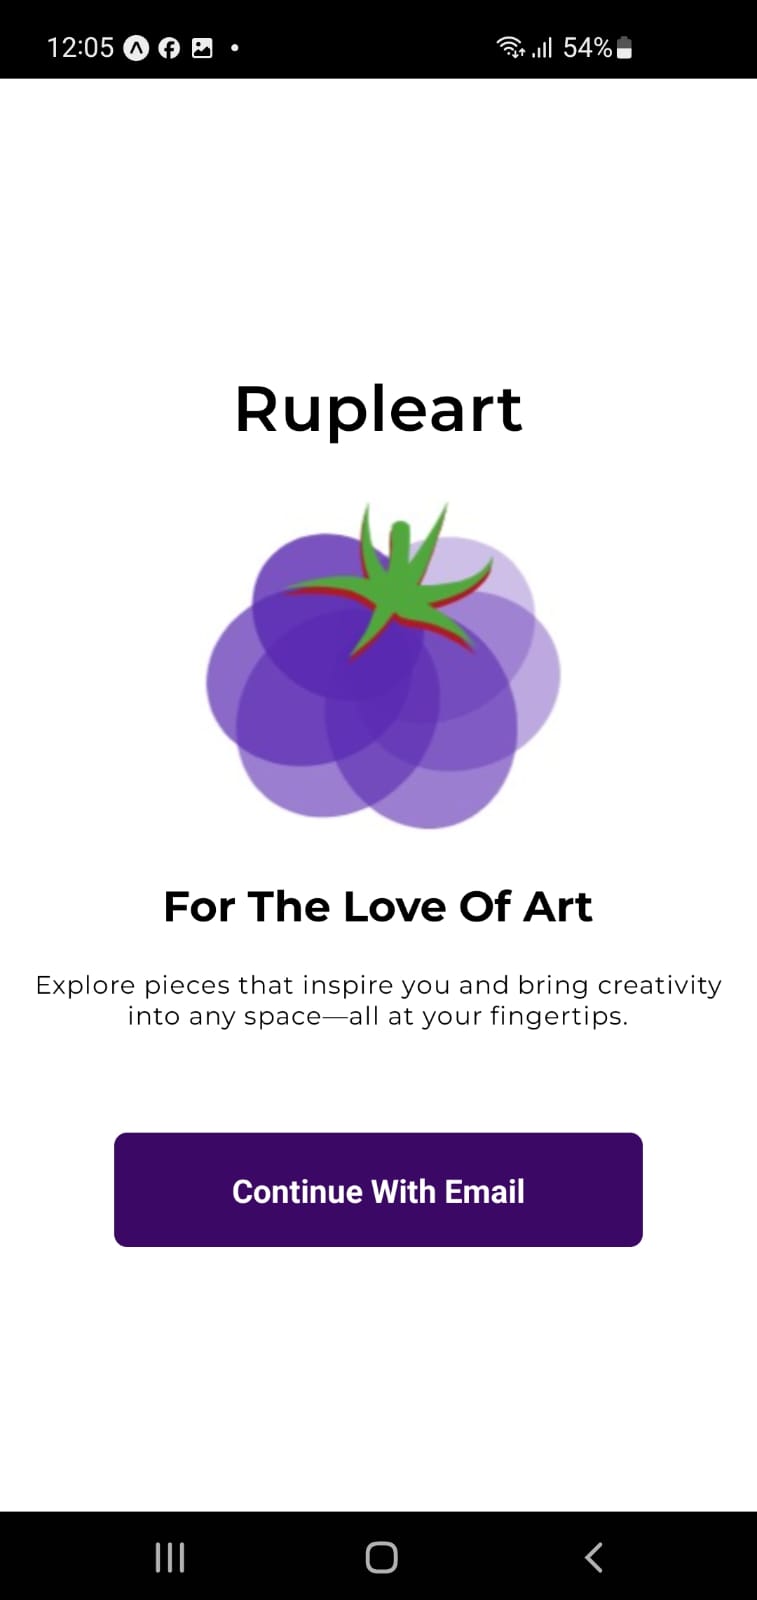 12:05 54%
Rupleart
For The Love Of Art
Explore pieces that inspire you and bring creativity
into any space—all at your fingertips.
Continue With Email